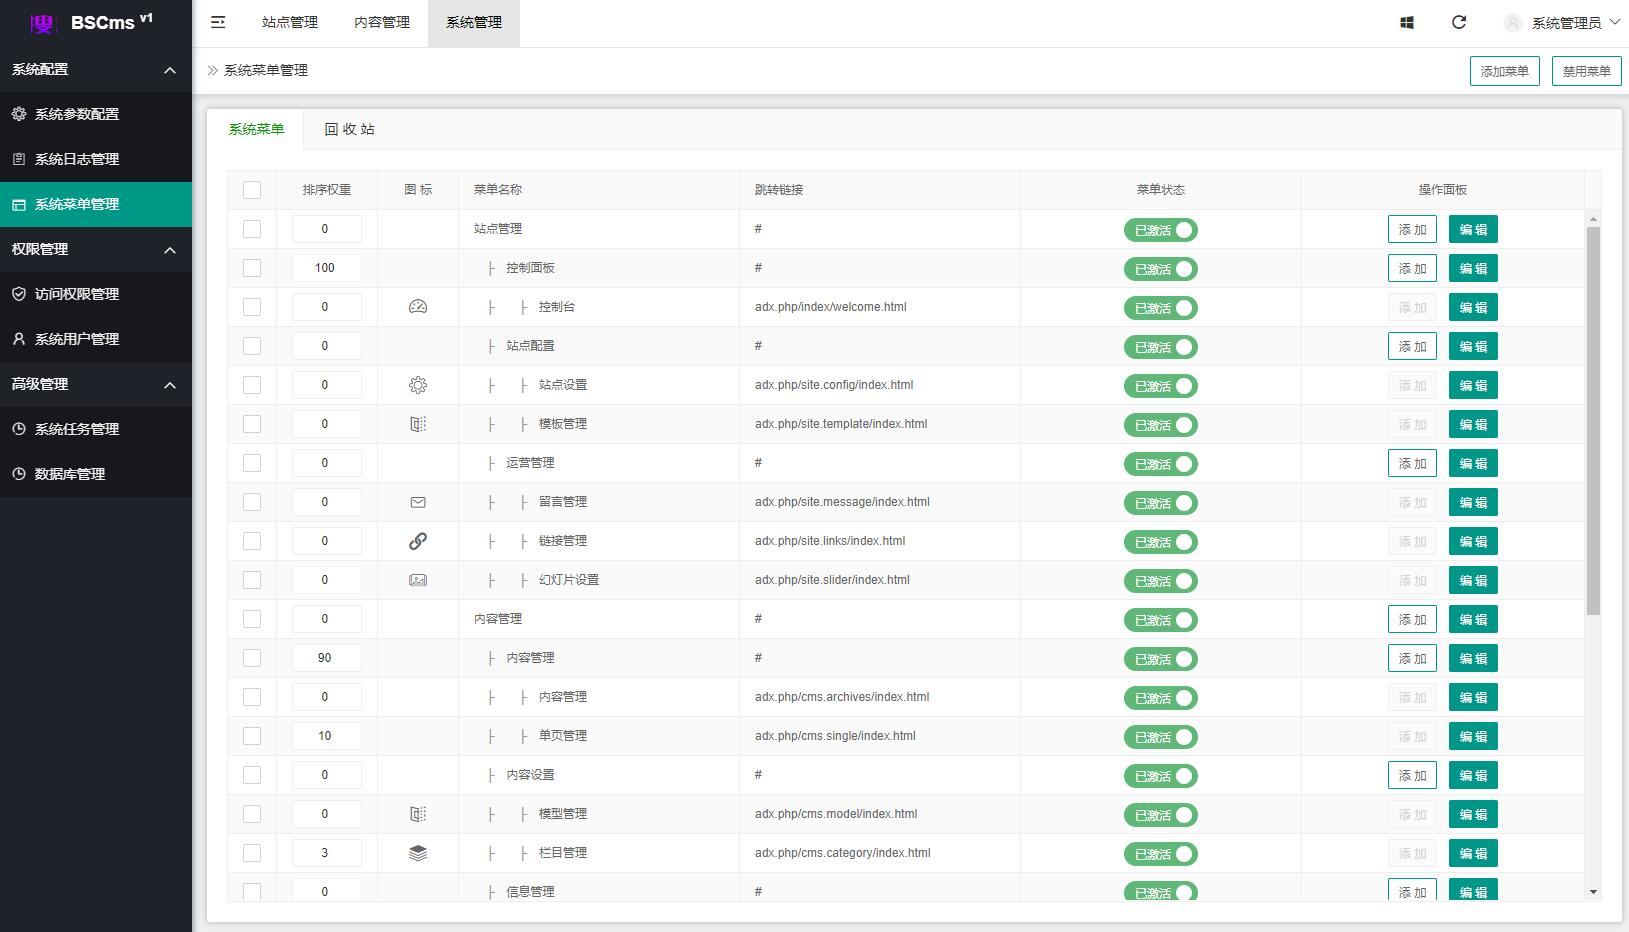 搜 BSCms v1
站点管理 内容管理 系统管理
系统管理员
系统配置
系统参数配置
系统日志管理
系统菜单管理
权限管理
访问权限管理
系统用户管理
高级管理
系统任务管理
数据库管理
系统菜单管理
添加菜单 禁用菜单
系统菜单 回 收 站
排序权重 图 标 菜单名称 跳转链接 菜单状态 操作面板
0 站点管理 # 已激活 添 加 编 辑
100 ├ 控制面板 # 已激活 添 加 编 辑
0 ├ ├ 控制台 adx.php/index/welcome.html 已激活 添 加 编 辑
0 ├ 站点配置 # 已激活 添 加 编 辑
0 ├ ├ 站点设置 adx.php/site.config/index.html 已激活 添 加 编 辑
0 ├ ├ 模板管理 adx.php/site.template/index.html 已激活 添 加 编 辑
0 ├ 运营管理 # 已激活 添 加 编 辑
0 ├ ├ 留言管理 adx.php/site.message/index.html 已激活 添 加 编 辑
0 ├ ├ 链接管理 adx.php/site.links/index.html 已激活 添 加 编 辑
0 ├ ├ 幻灯片设置 adx.php/site.slider/index.html 已激活 添 加 编 辑
0 内容管理 # 已激活 添 加 编 辑
90 ├ 内容管理 # 已激活 添 加 编 辑
0 ├ ├ 内容管理 adx.php/cms.archives/index.html 已激活 添 加 编 辑
10 ├ ├ 单页管理 adx.php/cms.single/index.html 已激活 添 加 编 辑
0 ├ 内容设置 # 已激活 添 加 编 辑
0 ├ ├ 模型管理 adx.php/cms.model/index.html 已激活 添 加 编 辑
3 ├ ├ 栏目管理 adx.php/cms.category/index.html 已激活 添 加 编 辑
0 ├ 信息管理 # 已激活 添 加 编 辑